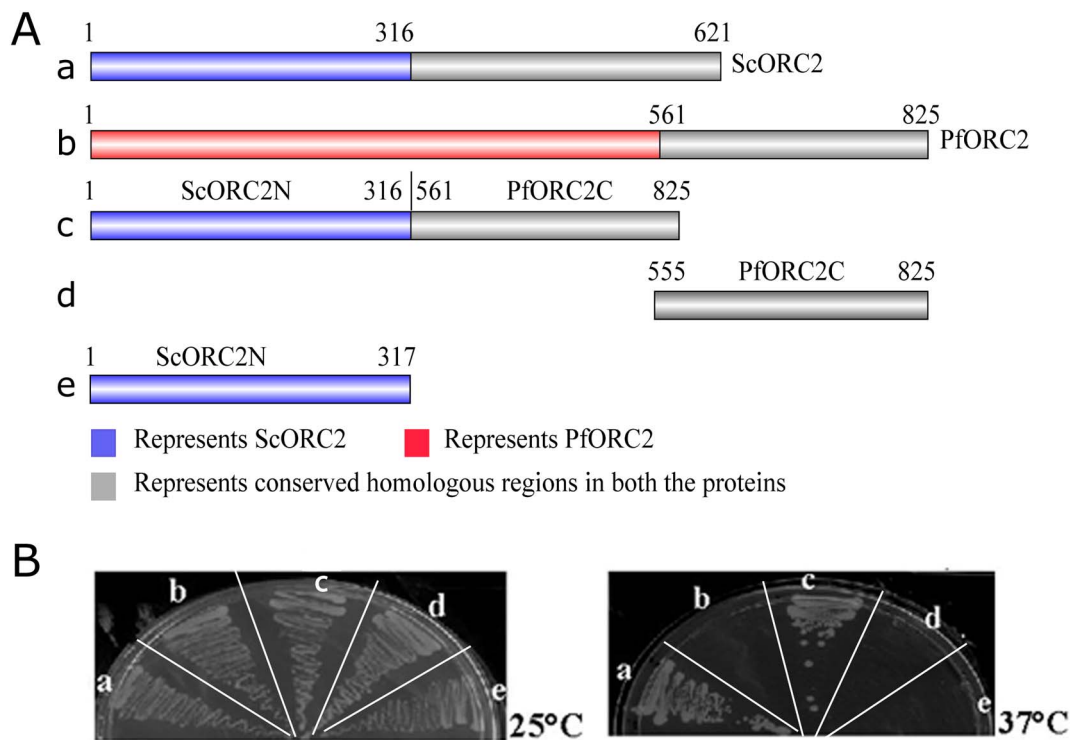 A
1 316 621
a ScORC2
1 561 825
b PfORC2
1 ScORC2N 316 561 PfORC2C 825
c
555 PfORC2C 825
d
1 ScORC2N 317
e
Represents ScORC2 Represents PfORC2
Represents conserved homologous regions in both the proteins
B
a b c d e 25°C
a b c d e 37°C